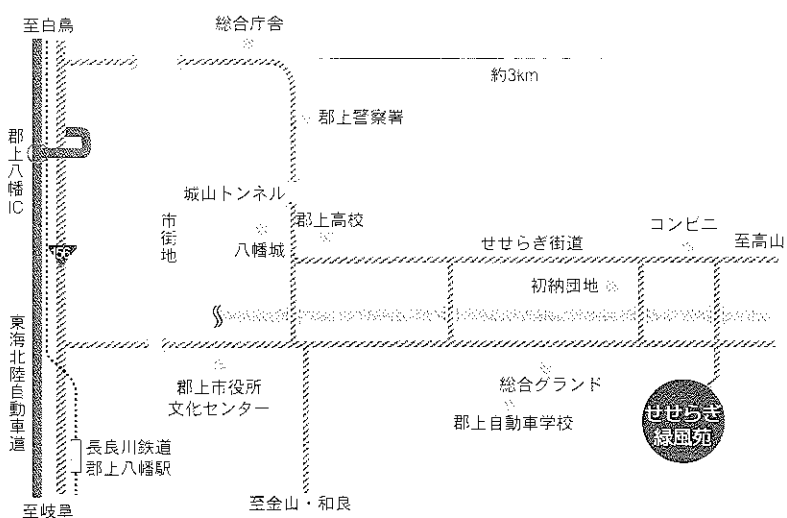 至白鳥
総合庁舎
約3km
郡上警察署
郡上八幡IC
城山トンネル
市街地
八幡城
郡上高校
せせらぎ街道
コンビニ
至高山
156
初納団地
東海北陸自動車道
郡上市役所
文化センター
総合グランド
郡上自動車学校
せせらぎ
緑風苑
長良川鉄道
郡上八幡駅
至岐阜
至金山・和良